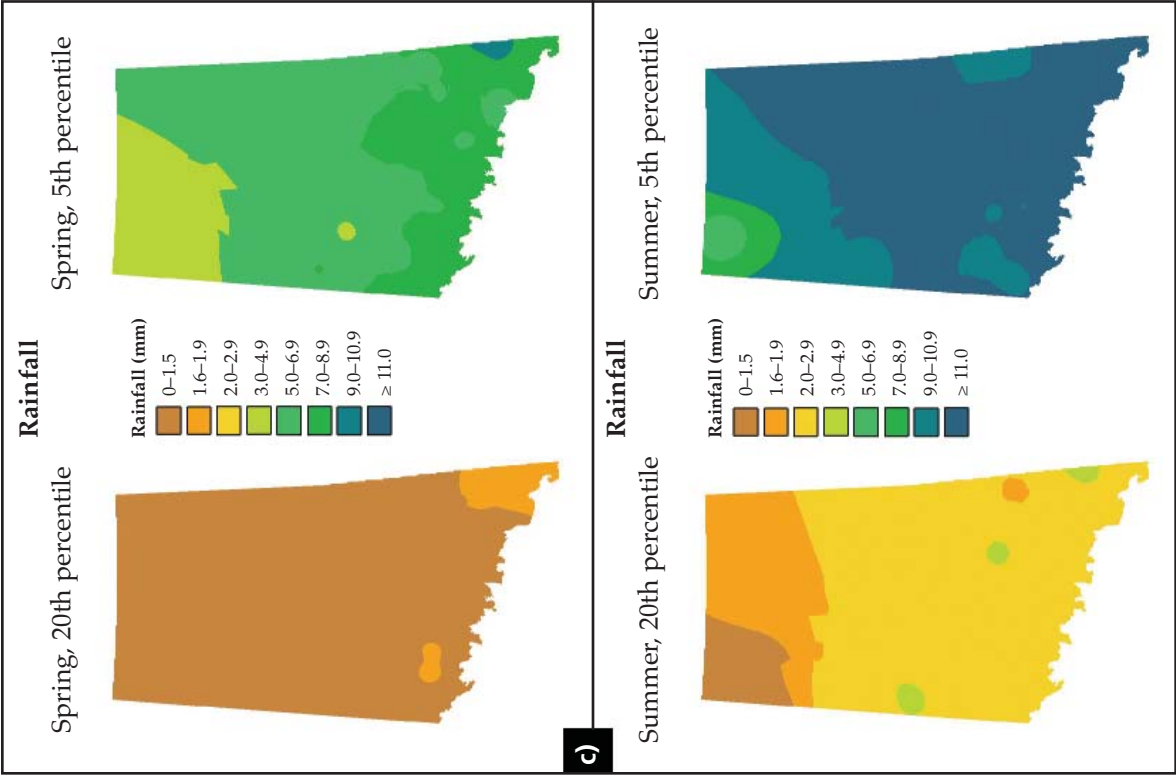 Rainfall
Spring, 20th percentile
Rainfall (mm)
0–1.5
1.6–1.9
2.0–2.9
3.0–4.9
5.0–6.9
7.0–8.9
9.0–10.9
≥ 11.0
Spring, 5th percentile
c)
Rainfall
Summer, 20th percentile
Rainfall (mm)
0–1.5
1.6–1.9
2.0–2.9
3.0–4.9
5.0–6.9
7.0–8.9
9.0–10.9
≥ 11.0
Summer, 5th percentile